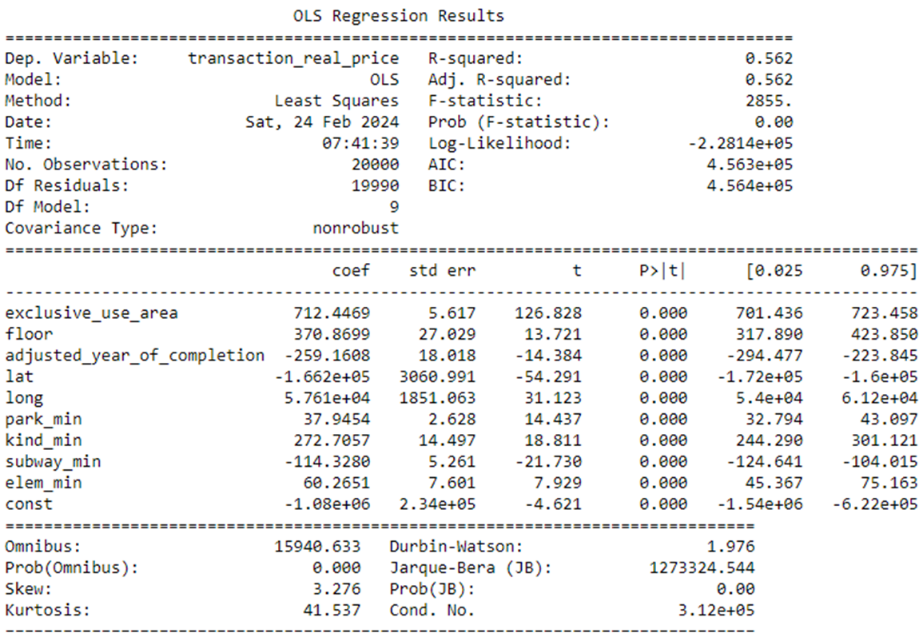 OLS Regression Results
==============================================================================
Dep. Variable: transaction_real_price R-squared: 0.562
Model: OLS Adj. R-squared: 0.562
Method: Least Squares F-statistic: 2855.
Date: Sat, 24 Feb 2024 Prob (F-statistic): 0.00
Time: 07:41:39 Log-Likelihood: -2.2814e+05
No. Observations: 20000 AIC: 4.563e+05
Df Residuals: 19990 BIC: 4.564e+05
Df Model: 9
Covariance Type: nonrobust
==============================================================================
coef std err t P>|t| [0.025 0.975]
------------------------------------------------------------------------------
exclusive_use_area 712.4469 5.617 126.828 0.000 701.436 723.458
floor 370.8699 27.029 13.721 0.000 317.890 423.850
adjusted_year_of_completion -259.1608 18.018 -14.384 0.000 -294.477 -223.845
lat -1.662e+05 3060.991 -54.291 0.000 -1.72e+05 -1.6e+05
long 5.761e+04 1851.063 31.123 0.000 5.4e+04 6.12e+04
park_min 37.9454 2.628 14.437 0.000 32.794 43.097
kind_min 272.7057 14.497 18.811 0.000 244.290 301.121
subway_min -114.3280 5.261 -21.730 0.000 -124.641 -104.015
elem_min 60.2651 7.601 7.929 0.000 45.367 75.163
const -1.08e+06 2.34e+05 -4.621 0.000 -1.54e+06 -6.22e+05
==============================================================================
Omnibus: 15940.633 Durbin-Watson: 1.976
Prob(Omnibus): 0.000 Jarque-Bera (JB): 1273324.544
Skew: 3.276 Prob(JB): 0.00
Kurtosis: 41.537 Cond. No. 3.12e+05
------------------------------------------------------------------------------